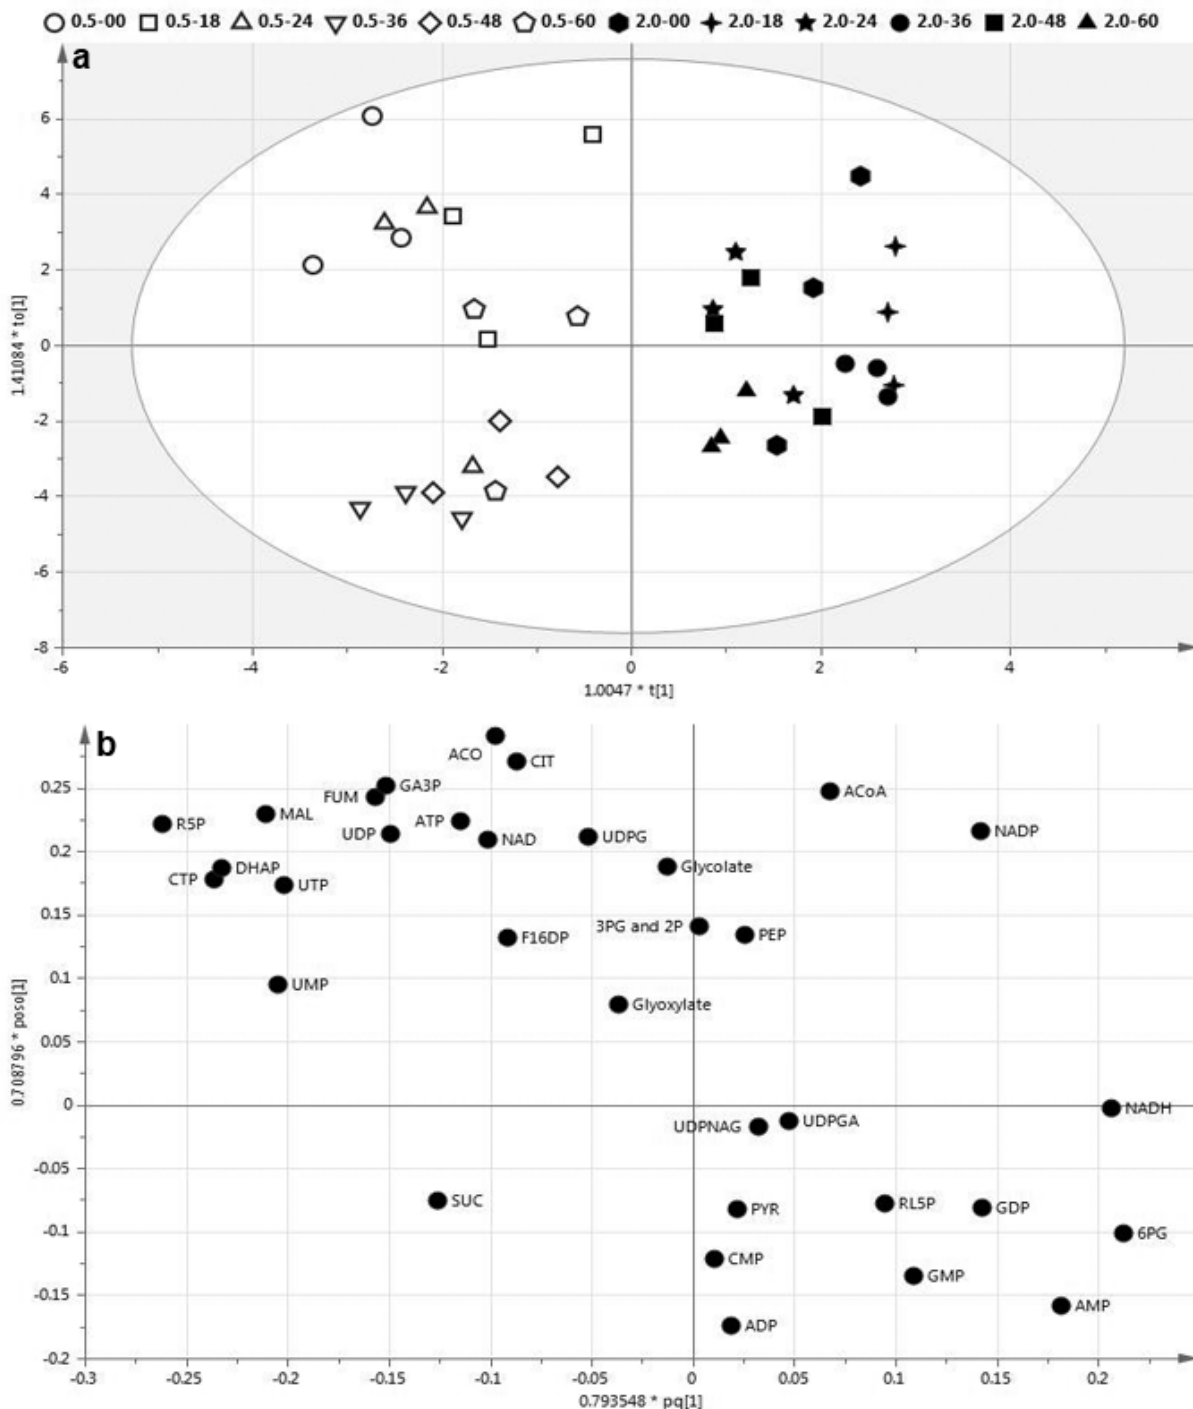 0.5-00 0.5-18 0.5-24 0.5-36 0.5-48 0.5-60 2.0-00 2.0-18 2.0-24 2.0-36 2.0-48 2.0-60
a
6
4
2
0
-2
-4
-6
-8
1.41084 * to[1]
-6 -4 -2 0 2 4
1.0047 * t[1]
b
ACO
CIT
GA3P
ACoA
FUM
MAL
R5P
ATP
NADP
UDP
NAD
UDPG
DHAP
Glycolate
CTP
UTP
3PG and 2P
PEP
F16DP
UMP
Glyoxylate
NADH
UDPNAG
UDPGA
SUC
PYR
RL5P
GDP
6PG
CMP
GMP
AMP
ADP
0.25
0.2
0.15
0.1
0.05
0
-0.05
-0.1
-0.15
-0.2
0.708796 * poso[1]
-0.3 -0.25 -0.2 -0.15 -0.1 -0.05 0 0.05 0.1 0.15 0.2
0.793548 * pq[1]